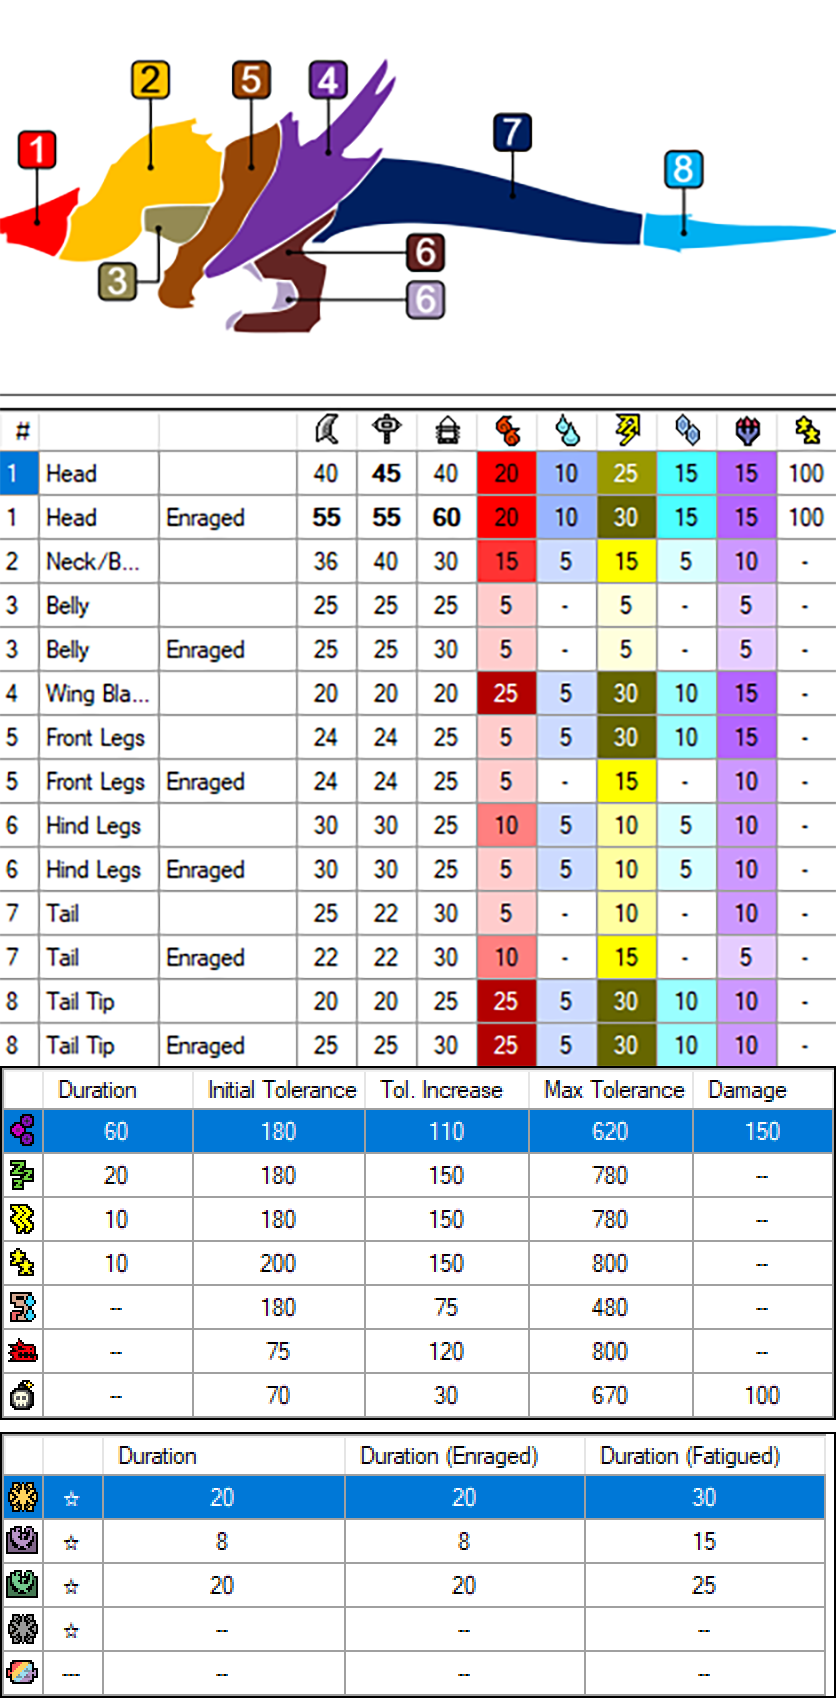 2
5
4
7
1
8
3
6
6
#
1 Head 40 45 40 20 10 25 15 15 100
1 Head Enraged 55 55 60 20 10 30 15 15 100
2 Neck/B... 36 40 30 15 5 15 5 10 -
3 Belly 25 25 25 5 - 5 - 5 -
3 Belly Enraged 25 25 30 5 - 5 - 5 -
4 Wing Bla... 20 20 20 25 5 30 10 15 -
5 Front Legs 24 24 25 5 5 30 10 15 -
5 Front Legs Enraged 24 24 25 5 - 15 - 10 -
6 Hind Legs 30 30 25 10 5 10 5 10 -
6 Hind Legs Enraged 30 30 25 5 5 10 5 10 -
7 Tail 25 22 30 5 - 10 - 10 -
7 Tail Enraged 22 22 30 10 - 15 - 5 -
8 Tail Tip 20 20 25 25 5 30 10 10 -
8 Tail Tip Enraged 25 25 30 25 5 30 10 10 -
Duration Initial Tolerance Tol. Increase Max Tolerance Damage
60 180 110 620 150
20 180 150 780 --
10 180 150 780 --
10 200 150 800 --
-- 180 75 480 --
-- 75 120 800 --
-- 70 30 670 100
Duration Duration (Enraged) Duration (Fatigued)
☆ 20 20 30
☆ 8 8 15
☆ 20 20 25
☆ -- -- --
--- -- -- --